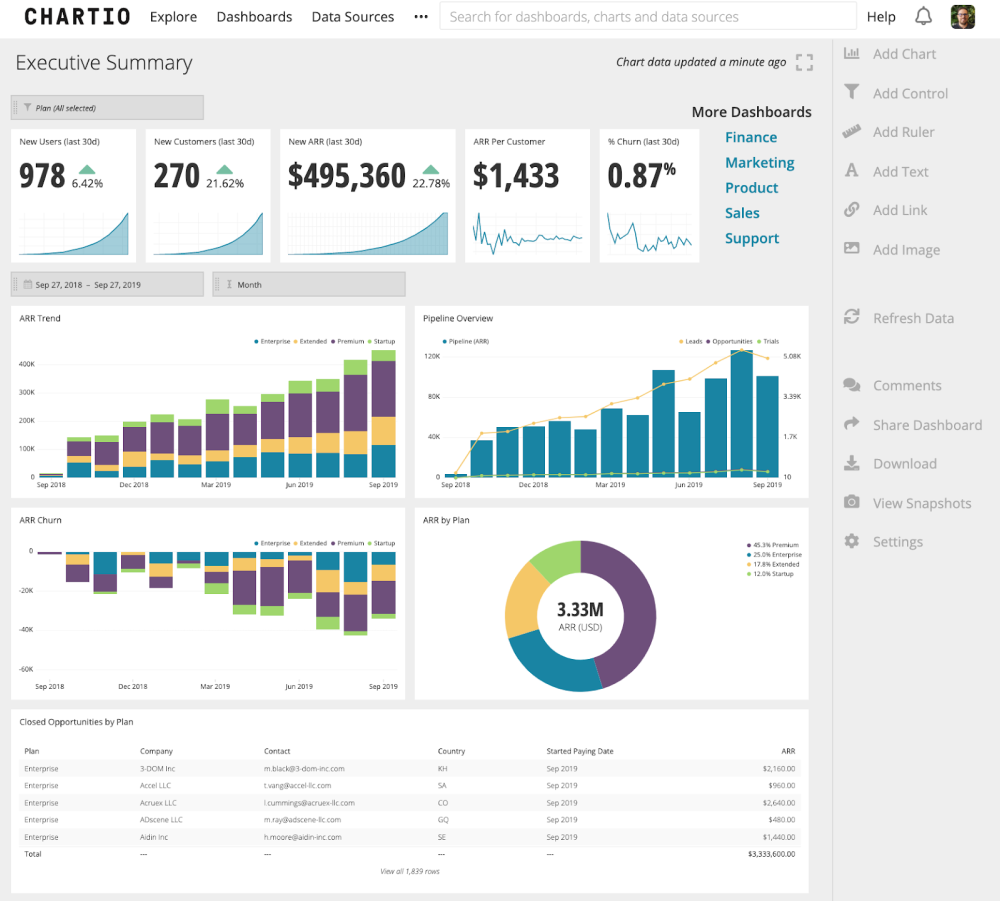 CHARTIO Explore Dashboards Data Sources ••• Search for dashboards, charts and data sources Help
Executive Summary
Chart data updated a minute ago
Plan (All selected)
More Dashboards
Finance
Marketing
Product
Sales
Support
New Users (last 30d)
978 6.42%
New Customers (last 30d)
270 21.62%
New ARR (last 30d)
$495,360 22.78%
ARR Per Customer
$1,433
% Churn (last 30d)
0.87%
Sep 27, 2018 – Sep 27, 2019
Month
ARR Trend
Enterprise Extended Premium Startup
400K
300K
200K
100K
0
Sep 2018 Dec 2018 Mar 2019 Jun 2019 Sep 2019
Pipeline Overview
Pipeline (ARR) Leads Opportunities Trials
120K 5.08K
80K 3.39K
40K 1.7K
0 10
Sep 2018 Dec 2018 Mar 2019 Jun 2019 Sep 2019
ARR Churn
Enterprise Extended Premium Startup
0
-20K
-40K
-60K
Sep 2018 Dec 2018 Mar 2019 Jun 2019 Sep 2019
ARR by Plan
45.3% Premium
25.0% Enterprise
17.8% Extended
12.0% Startup
3.33M
ARR (USD)
Closed Opportunities by Plan
Plan Company Contact Country Started Paying Date ARR
Enterprise 3-DOM Inc m.black@3-dom-inc.com KH Sep 2019 $2,160.00
Enterprise Accel LLC t.vang@accel-llc.com SA Sep 2019 $960.00
Enterprise Acruex LLC l.cummings@acruex-llc.com CO Sep 2019 $2,640.00
Enterprise ADscene LLC m.ray@adscene-llc.com GQ Sep 2019 $480.00
Enterprise Aidin Inc h.moore@aidin-inc.com SE Sep 2019 $1,440.00
Total --- --- --- --- $3,333,600.00
View all 1,839 rows
Add Chart
Add Control
Add Ruler
Add Text
Add Link
Add Image
Refresh Data
Comments
Share Dashboard
Download
View Snapshots
Settings